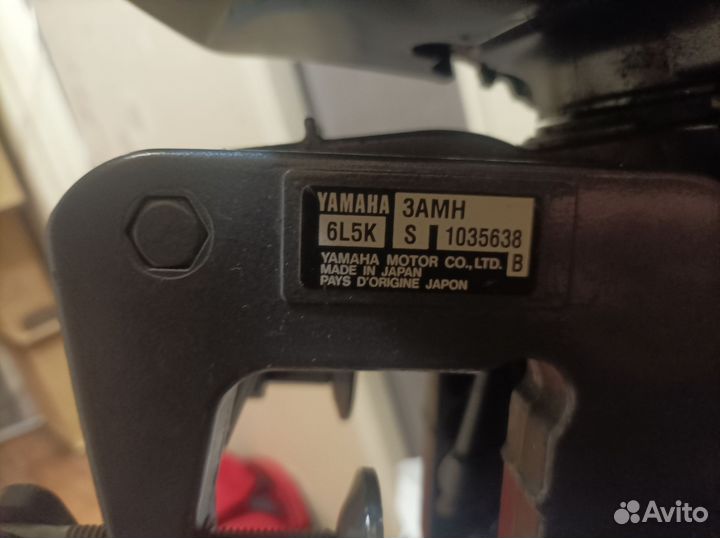 YAMAHA 3AMH
6L5K S 1035638
YAMAHA MOTOR CO., LTD. B
MADE IN JAPAN
PAYS D'ORIGINE JAPON
Avito